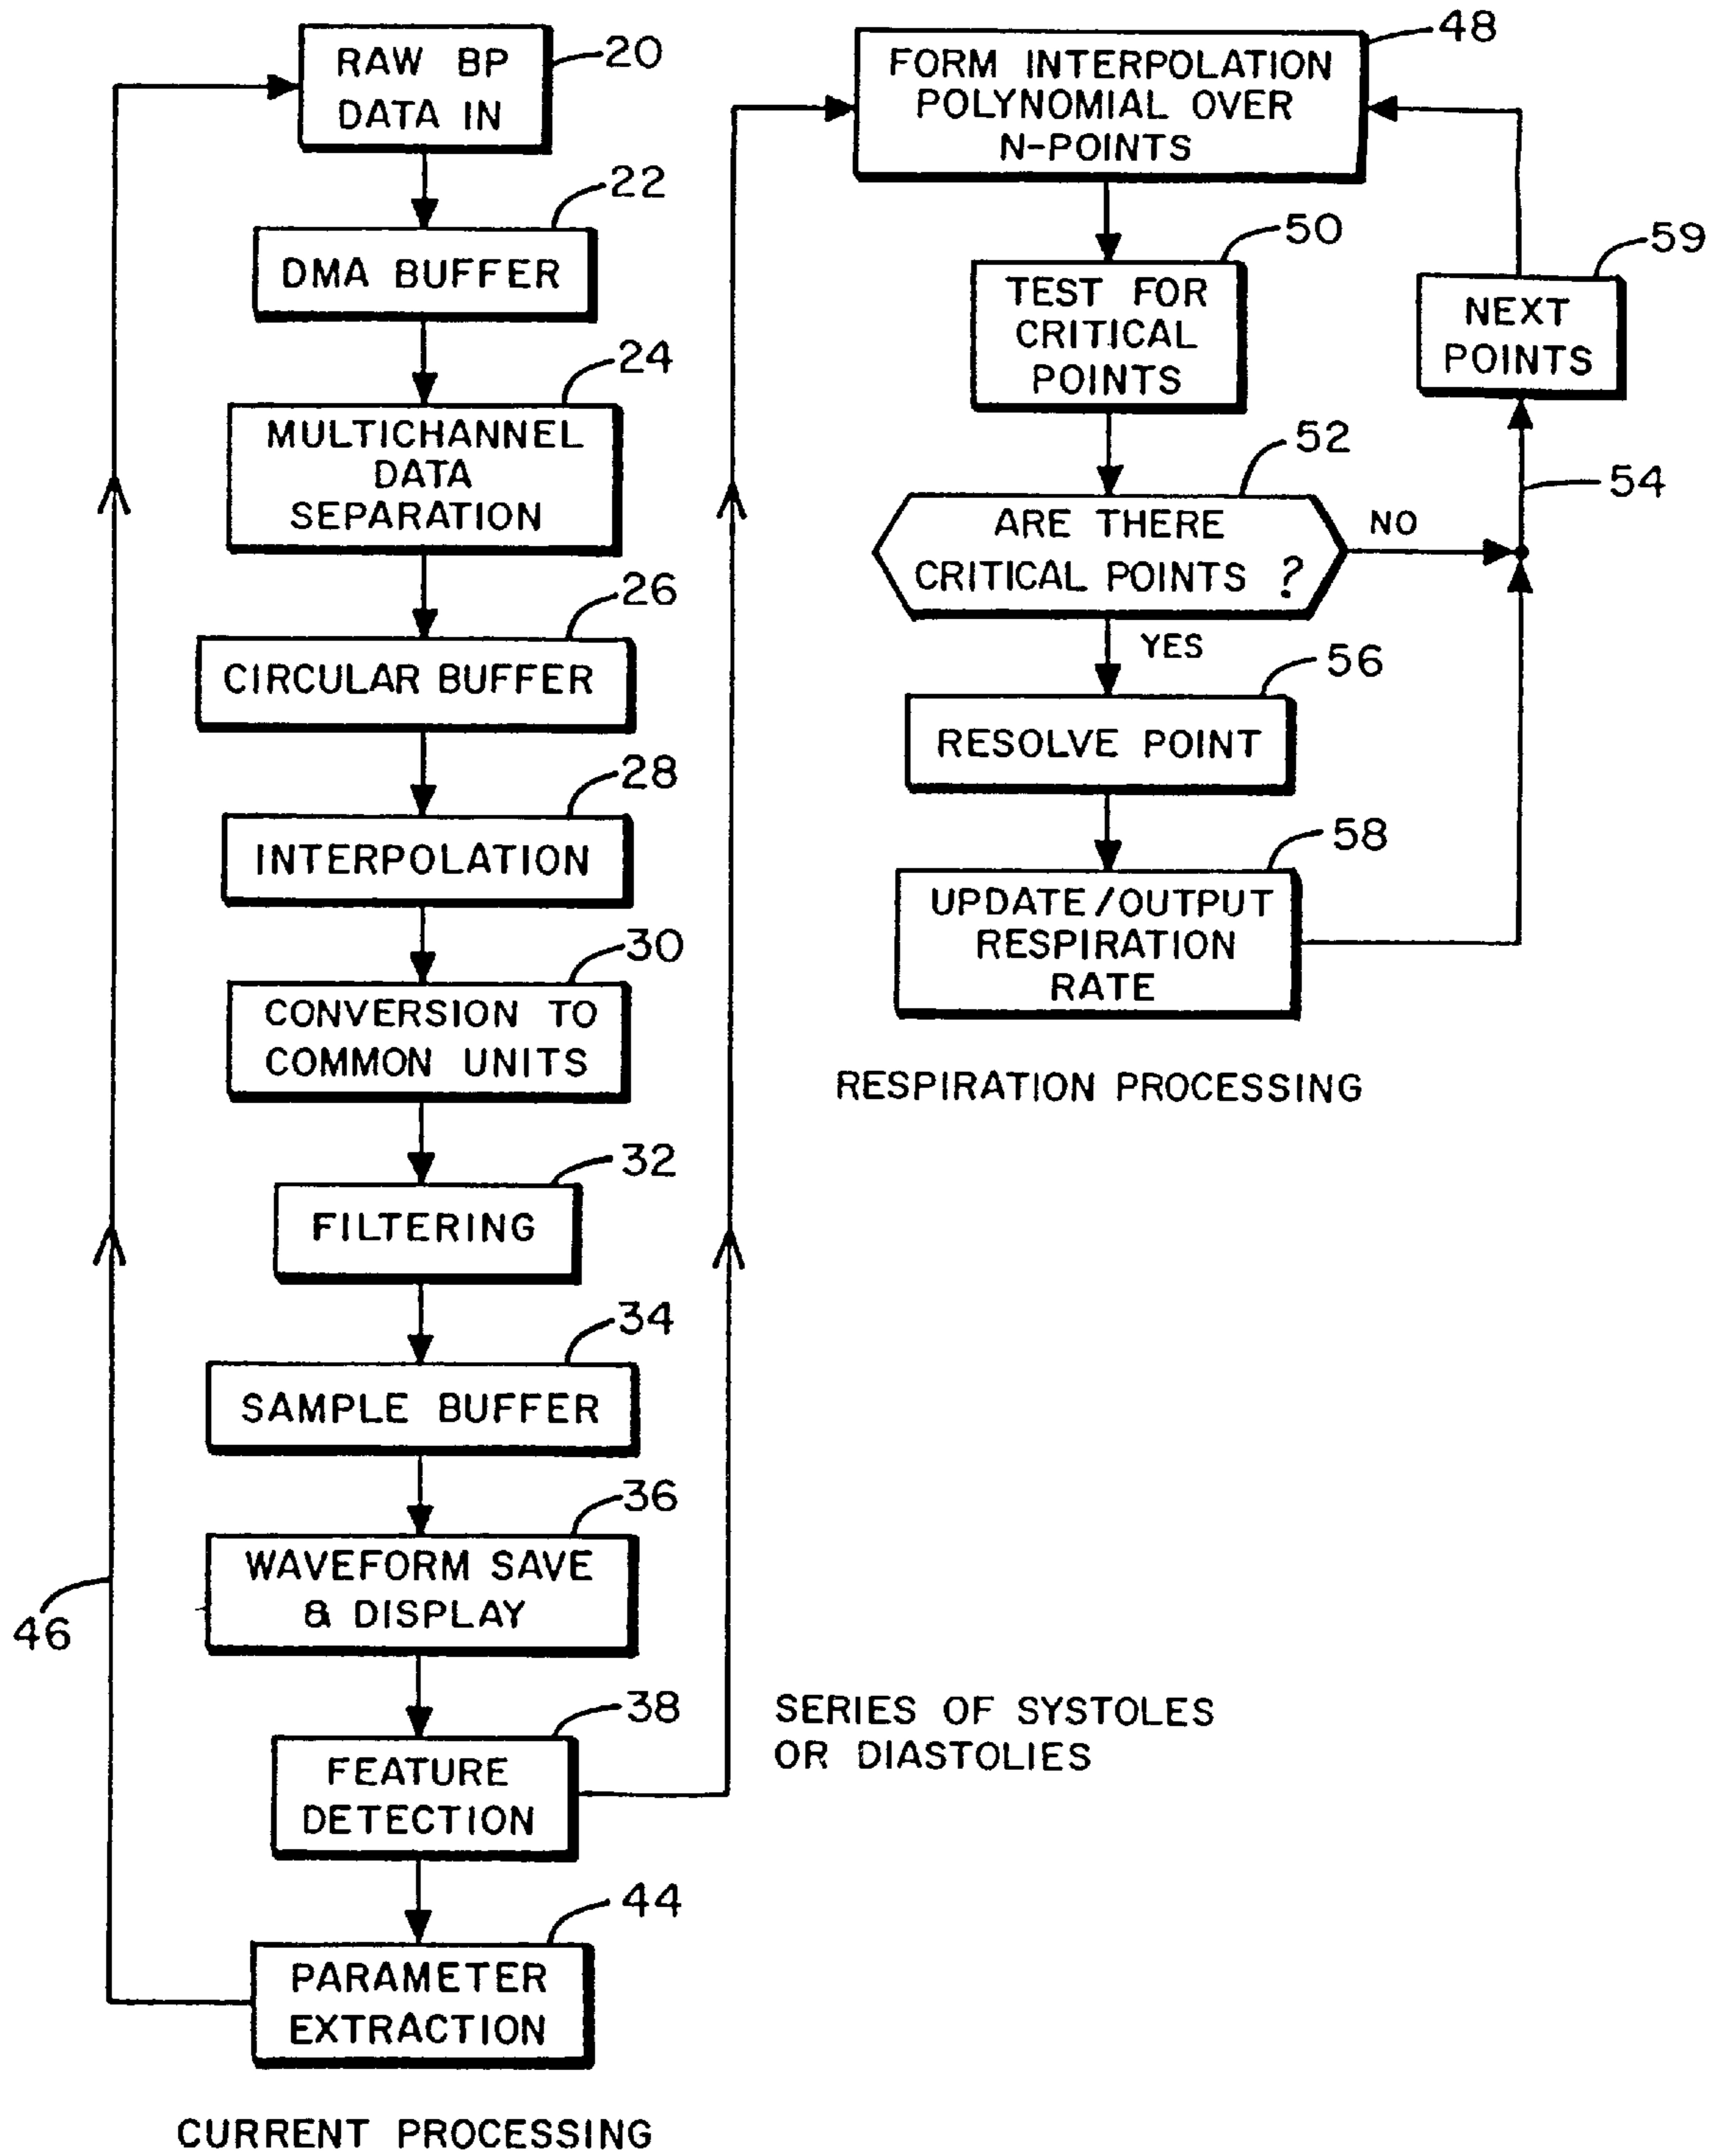 RAW BP
DATA IN
20
DMA BUFFER
22
MULTICHANNEL
DATA
SEPARATION
24
CIRCULAR BUFFER
26
INTERPOLATION
28
CONVERSION TO
COMMON UNITS
30
FILTERING
32
SAMPLE BUFFER
34
WAVEFORM SAVE
& DISPLAY
36
FEATURE
DETECTION
38
PARAMETER
EXTRACTION
44
46
CURRENT PROCESSING
SERIES OF SYSTOLES
OR DIASTOLIES
FORM INTERPOLATION
POLYNOMIAL OVER
N-POINTS
48
TEST FOR
CRITICAL
POINTS
50
ARE THERE
CRITICAL POINTS ?
52
NO
YES
54
NEXT
POINTS
59
RESOLVE POINT
56
UPDATE/OUTPUT
RESPIRATION
RATE
58
RESPIRATION PROCESSING